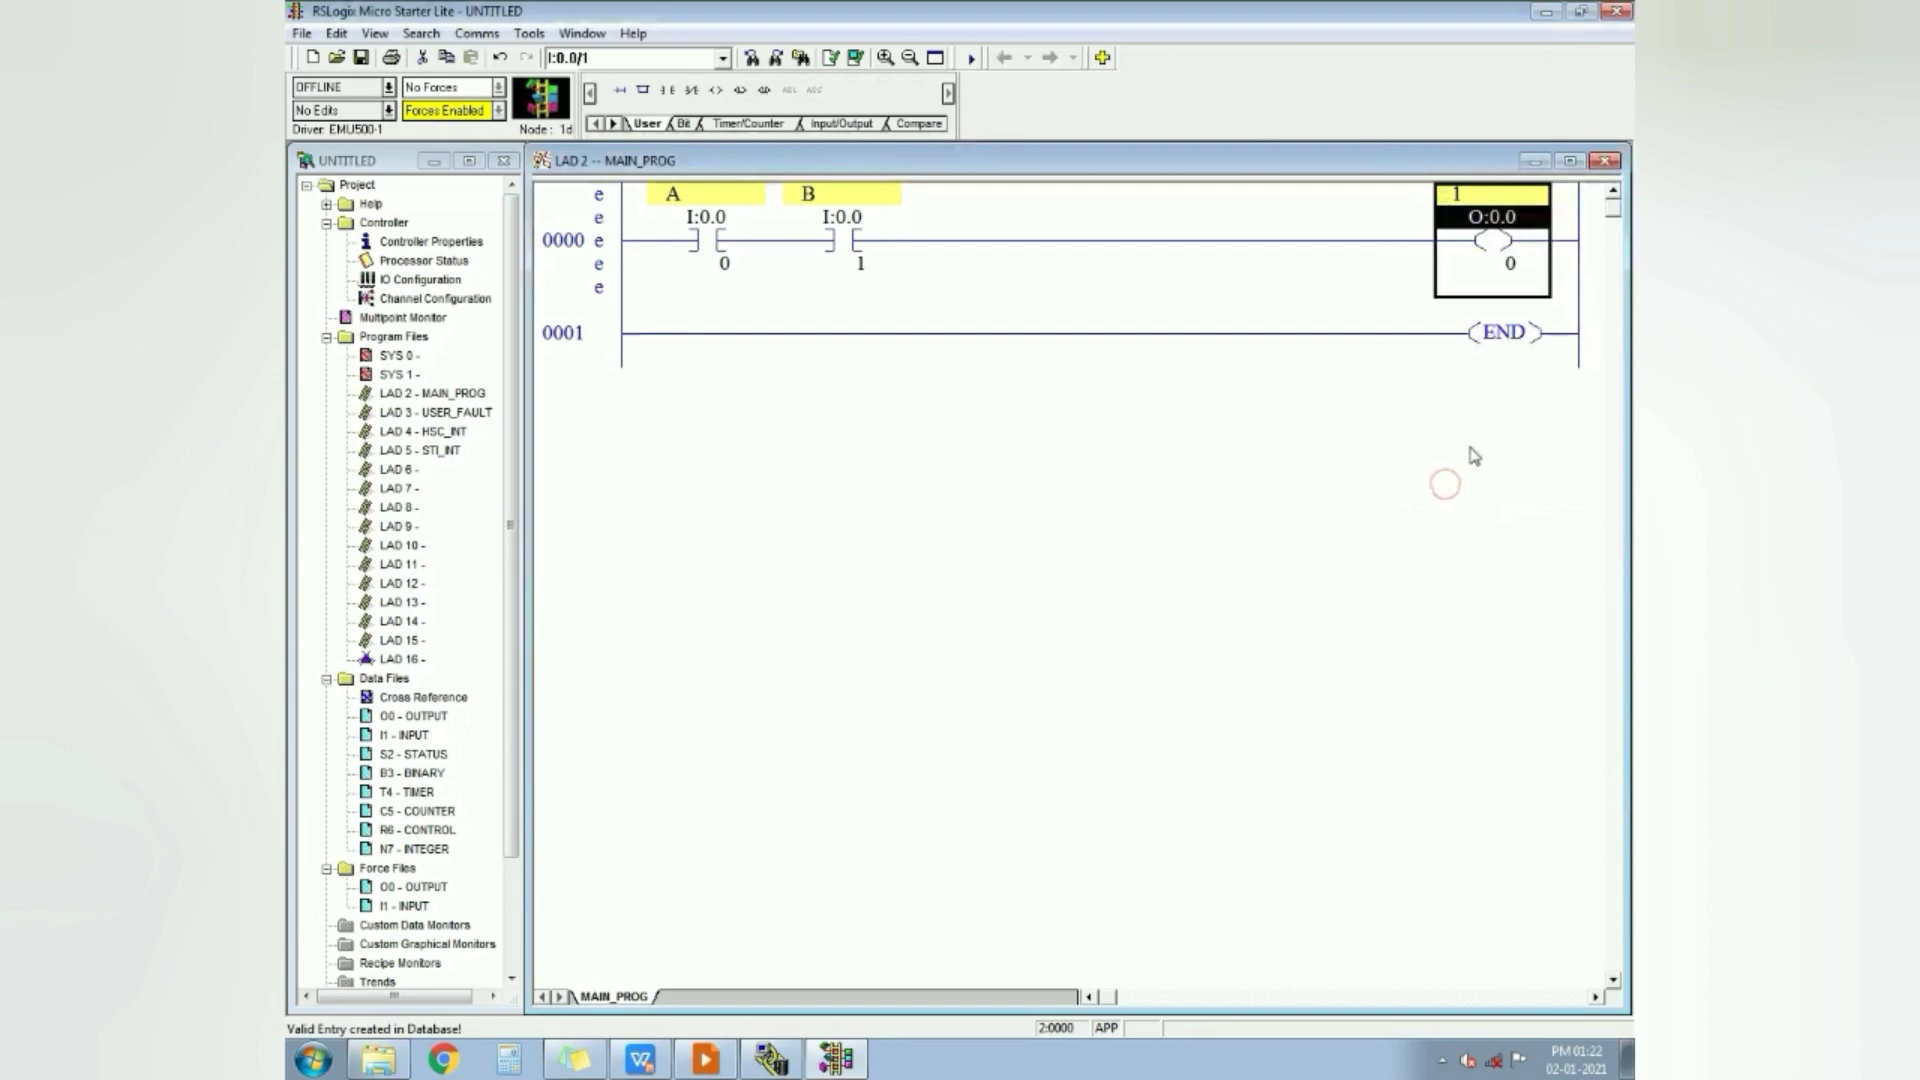 RSLogix Micro Starter Lite - UNTITLED
File Edit View Search Comms Tools Window Help
I:0.0/1
OFFLINE No Forces
No Edits Forces Enabled
Driver: EMU500-1 Node: 1d
ABL ABS
User Bit Timer/Counter Input/Output Compare
UNTITLED
Project
Help
Controller
Controller Properties
Processor Status
IO Configuration
Channel Configuration
Multipoint Monitor
Program Files
SYS 0 -
SYS 1 -
LAD 2 - MAIN_PROG
LAD 3 - USER_FAULT
LAD 4 - HSC_INT
LAD 5 - STI_INT
LAD 6 -
LAD 7 -
LAD 8 -
LAD 9 -
LAD 10 -
LAD 11 -
LAD 12 -
LAD 13 -
LAD 14 -
LAD 15 -
LAD 16 -
Data Files
Cross Reference
O0 - OUTPUT
I1 - INPUT
S2 - STATUS
B3 - BINARY
T4 - TIMER
C5 - COUNTER
R6 - CONTROL
N7 - INTEGER
Force Files
O0 - OUTPUT
I1 - INPUT
Custom Data Monitors
Custom Graphical Monitors
Recipe Monitors
Trends
LAD 2 -- MAIN_PROG
e A B 1
e I:0.0 I:0.0 O:0.0
0000 e
e 0 1 0
e
0001 END
MAIN_PROG
Valid Entry created in Database! 2:0000 APP
PM 01:22
02-01-2021